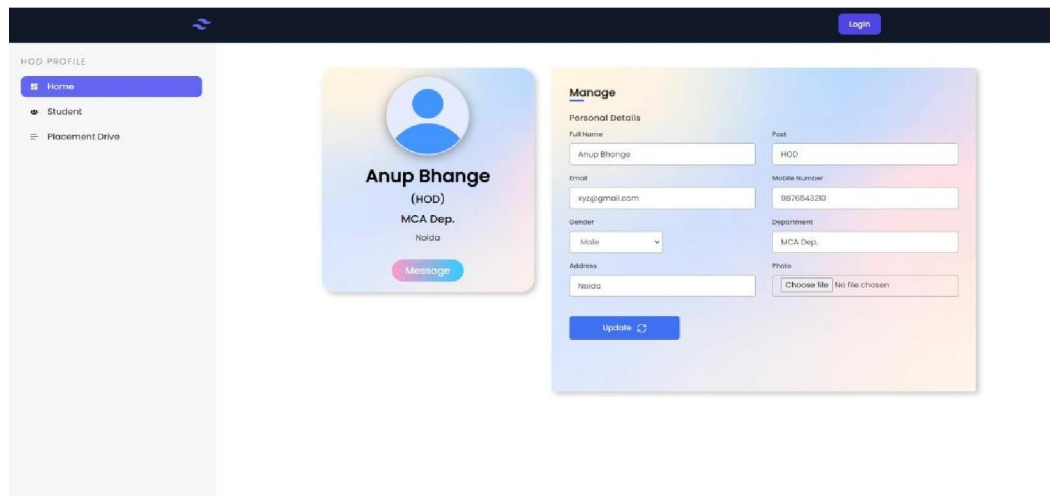 Login
HOD PROFILE
Home
Student
Placement Drive
Anup Bhange
(HOD)
MCA Dep.
Noida
Message
Manage
Personal Details
Full Name
Post
Anup Bhange
HOD
Email
Mobile Number
xyz@gmail.com
9876543210
Gender
Department
Male
MCA Dep.
Address
Photo
Noida
Choose file No file chosen
Update